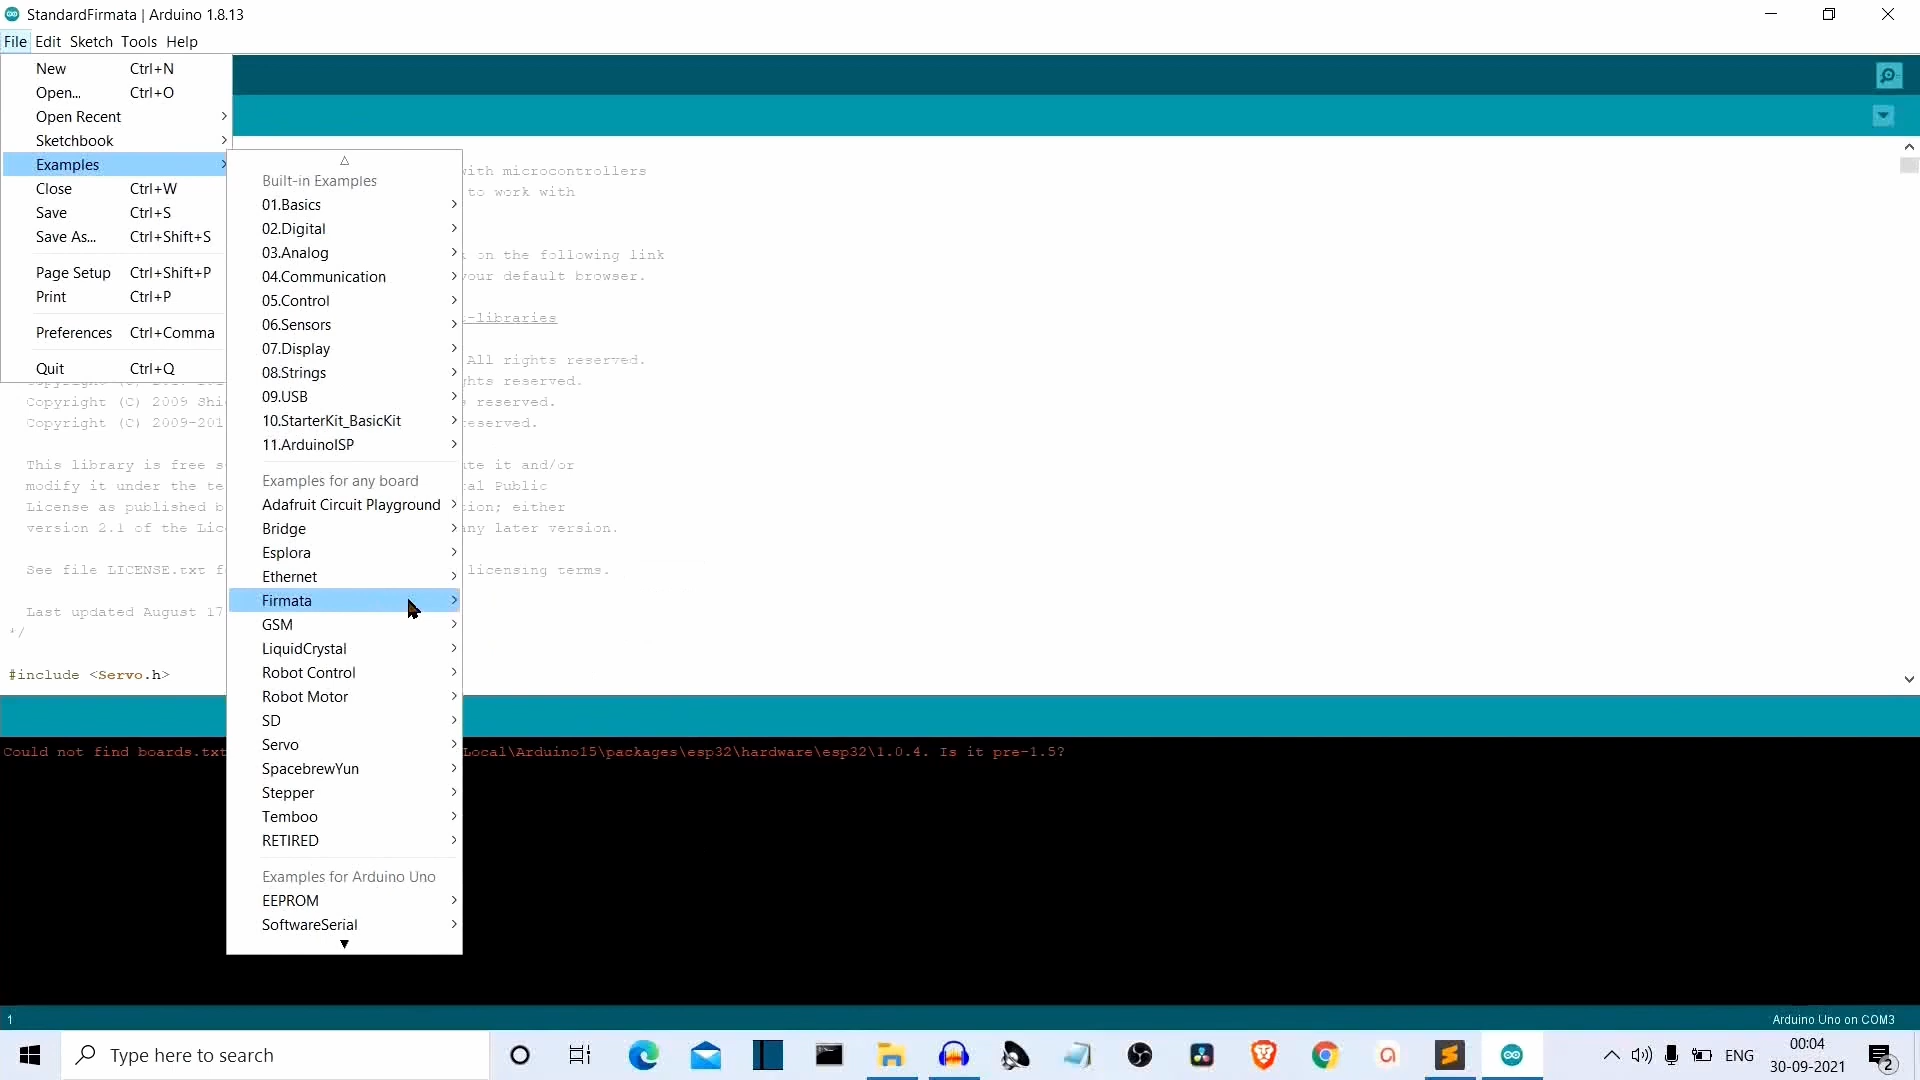 StandardFirmata | Arduino 1.8.13
File Edit Sketch Tools Help
New Ctrl+N
Open... Ctrl+O
Open Recent
Sketchbook
Examples
Close Ctrl+W
Save Ctrl+S
Save As... Ctrl+Shift+S
Page Setup Ctrl+Shift+P
Print Ctrl+P
Preferences Ctrl+Comma
Quit Ctrl+Q
Built-in Examples
01.Basics
02.Digital
03.Analog
04.Communication
05.Control
06.Sensors
07.Display
08.Strings
09.USB
10.StarterKit_BasicKit
11.ArduinoISP
Examples for any board
Adafruit Circuit Playground
Bridge
Esplora
Ethernet
Firmata
GSM
LiquidCrystal
Robot Control
Robot Motor
SD
Servo
SpacebrewYun
Stepper
Temboo
RETIRED
Examples for Arduino Uno
EEPROM
SoftwareSerial
with microcontrollers
to work with
on the following link
your default browser.
-libraries
All rights reserved.
ghts reserved.
Copyright (C) 2009 Shi s reserved.
Copyright (C) 2009-201 reserved.
This library is free s te it and/or
modify it under the te ral Public
License as published b tion; either
version 2.1 of the Lic any later version.
See file LICENSE.txt f licensing terms.
Last updated August 17
*/
#include <Servo.h>
Could not find boards.txt Local\Arduino15\packages\esp32\hardware\esp32\1.0.4. Is it pre-1.5?
1
Arduino Uno on COM3
Type here to search
ENG
00:04
30-09-2021
2